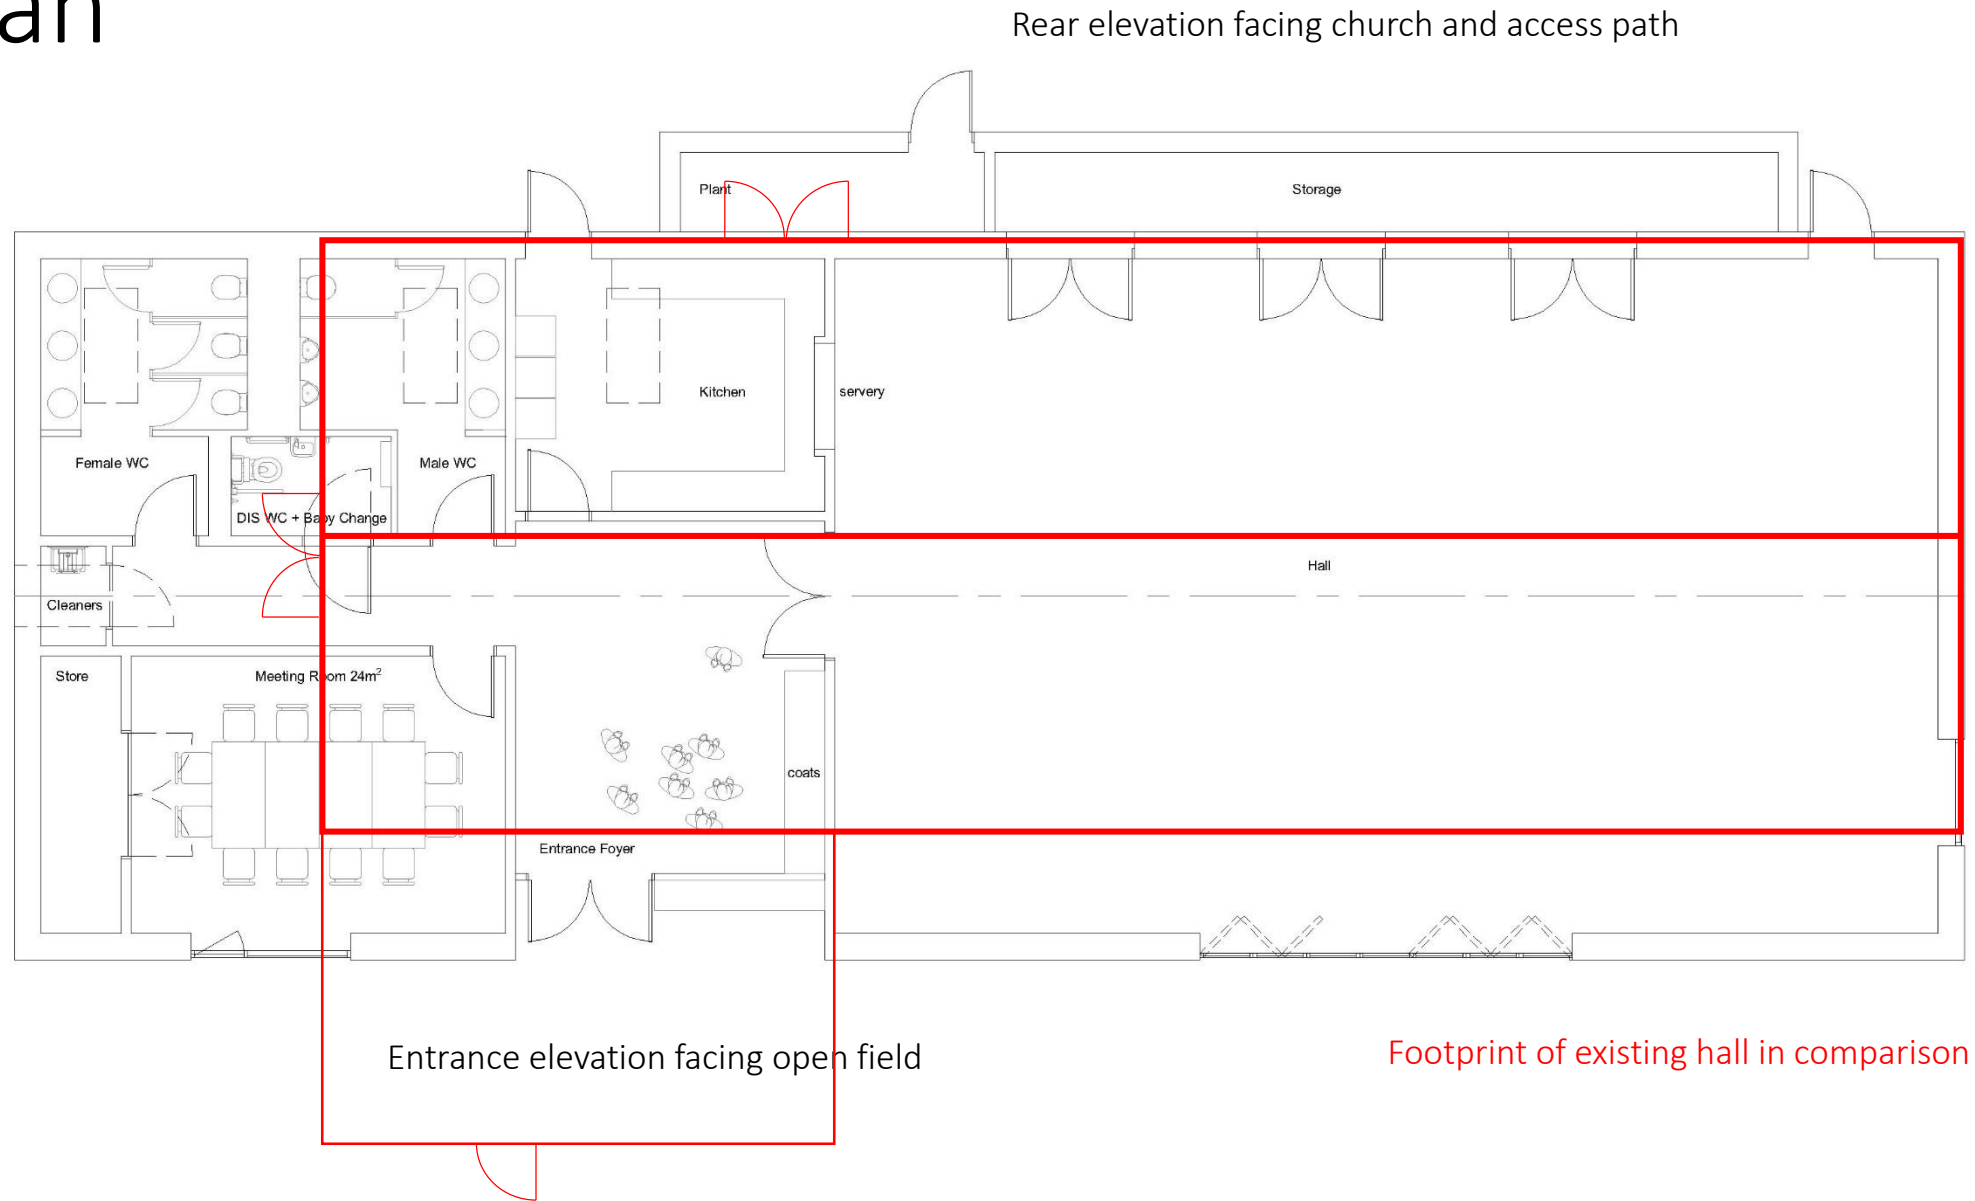 an
Rear elevation facing church and access path
Plant
Storage
Kitchen
servery
Female WC
Male WC
DIS WC + Baby Change
Hall
Cleaners
Store
Meeting Room 24m²
coats
Entrance Foyer
Entrance elevation facing open field
Footprint of existing hall in comparison